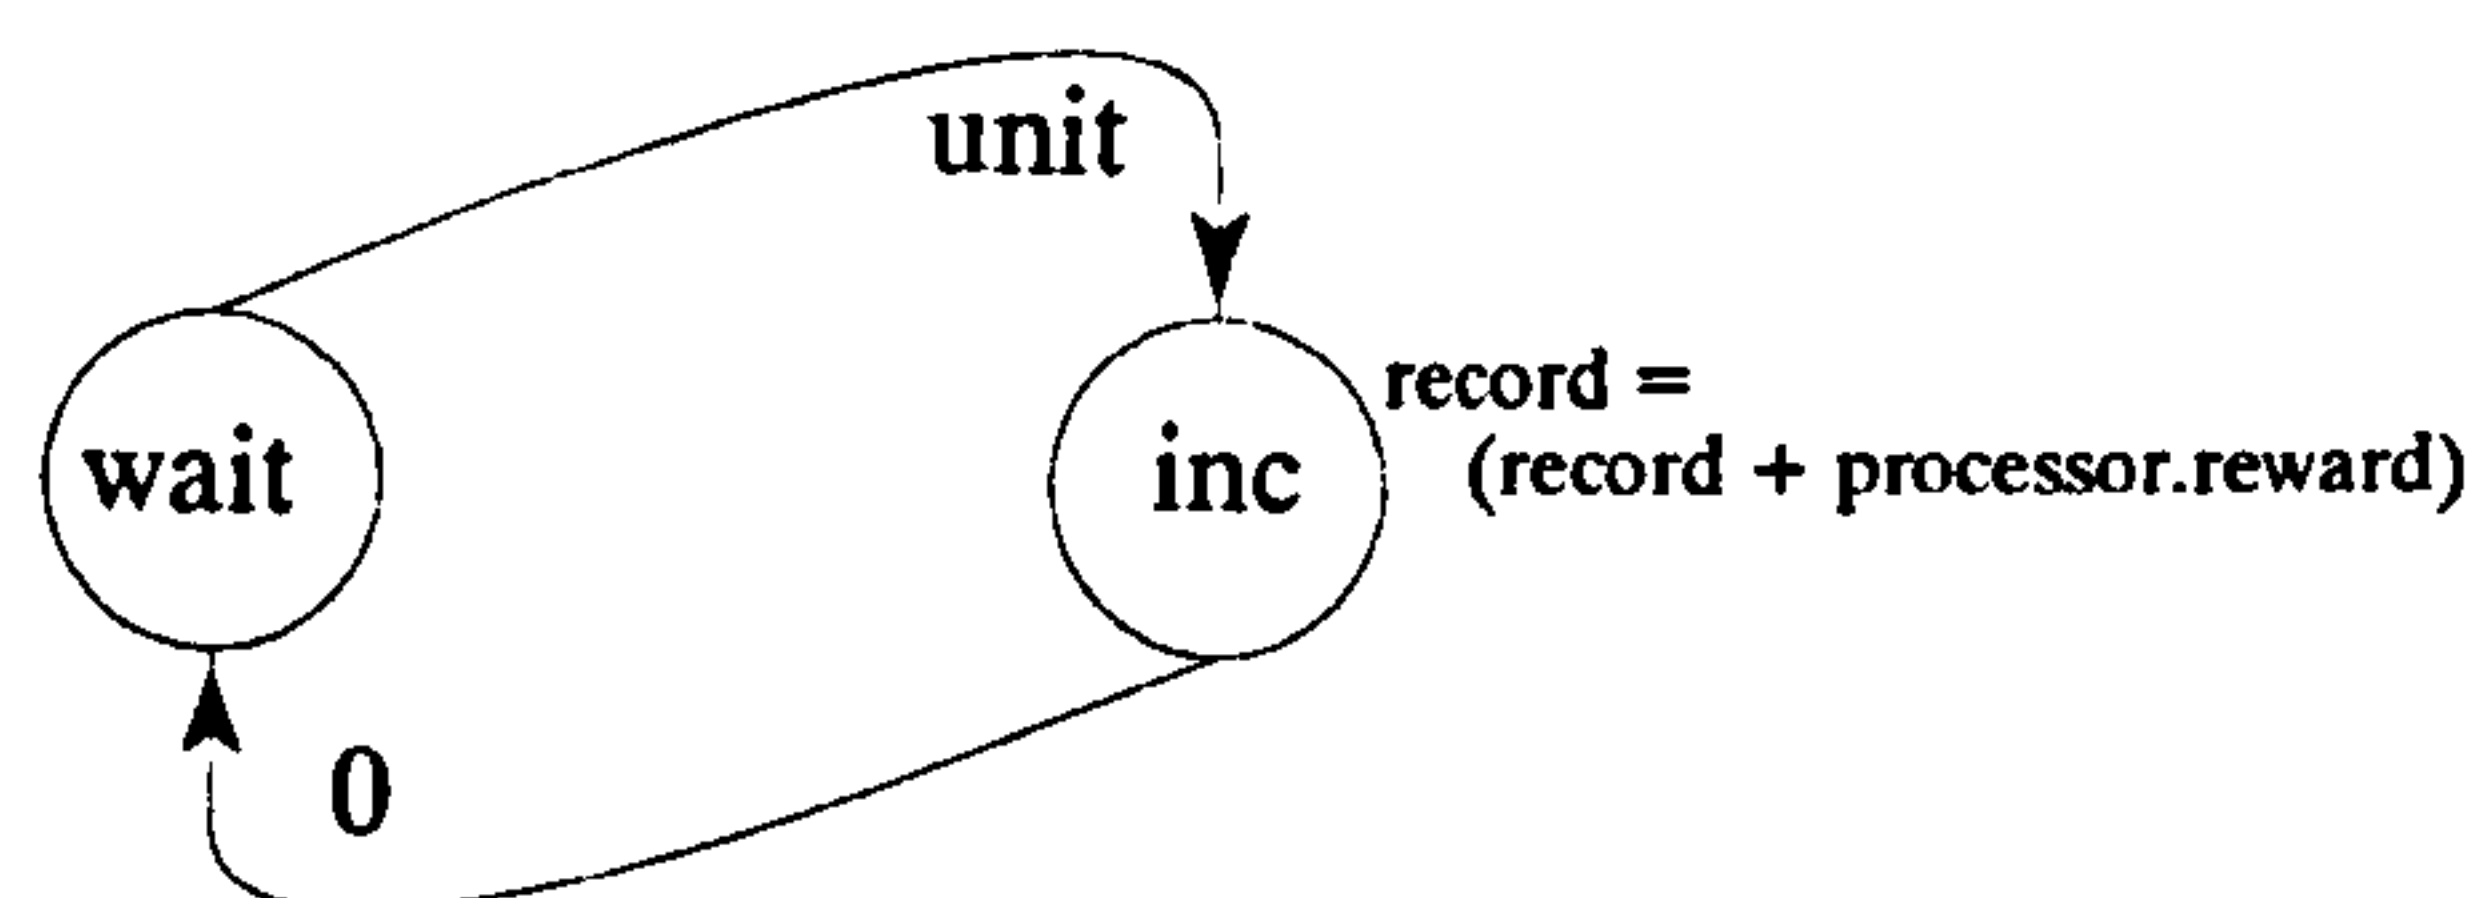 unit
record =
(record + processor.reward)
wait
inc
0